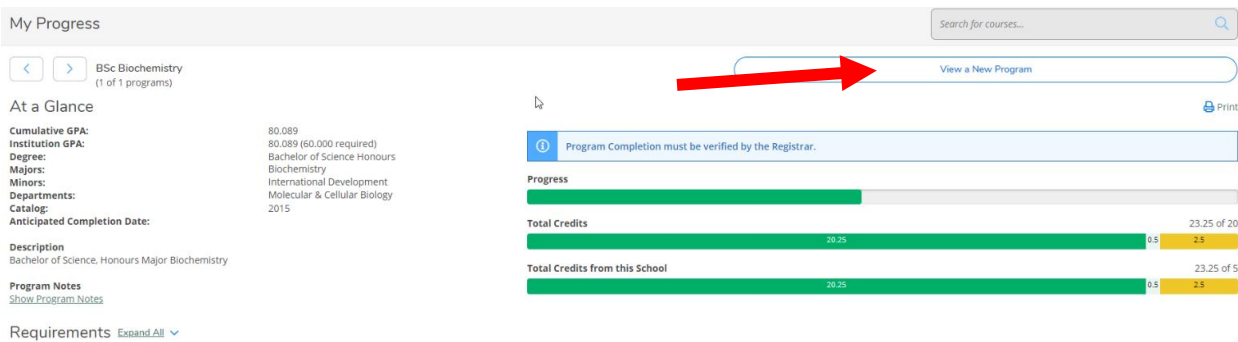 My Progress
Search for courses...
BSc Biochemistry
(1 of 1 programs)
View a New Program
At a Glance
Print
Cumulative GPA: 80.089
Institution GPA: 80.089 (60.000 required)
Degree: Bachelor of Science Honours
Majors: Biochemistry
Minors: International Development
Departments: Molecular & Cellular Biology
Catalog: 2015
Anticipated Completion Date:
Description
Bachelor of Science, Honours Major Biochemistry
Program Notes
Show Program Notes
Program Completion must be verified by the Registrar.
Progress
Total Credits 23.25 of 20
20.25 0.5 2.5
Total Credits from this School 23.25 of 5
20.25 0.5 2.5
Requirements Expand All